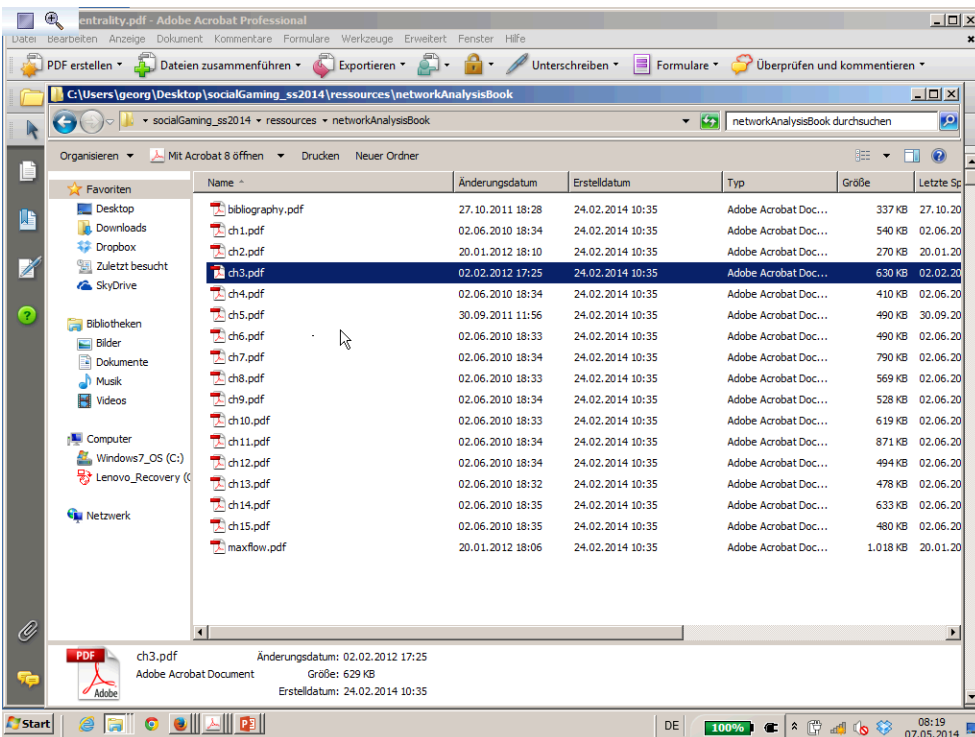 entrality.pdf - Adobe Acrobat Professional
Datei Bearbeiten Anzeige Dokument Kommentare Formulare Werkzeuge Erweitert Fenster Hilfe
PDF erstellen Dateien zusammenführen Exportieren Unterschreiben Formulare Überprüfen und kommentieren
C:\Users\georg\Desktop\socialGaming_ss2014\ressources\networkAnalysisBook
socialGaming_ss2014 ressources networkAnalysisBook networkAnalysisBook durchsuchen
Organisieren Mit Acrobat 8 öffnen Drucken Neuer Ordner
Name Änderungsdatum Erstelldatum Typ Größe Letzte Sp
Favoriten
Desktop
Downloads
Dropbox
Zuletzt besucht
SkyDrive
Bibliotheken
Bilder
Dokumente
Musik
Videos
Computer
Windows7_OS (C:)
Lenovo_Recovery (
Netzwerk
bibliography.pdf 27.10.2011 18:28 24.02.2014 10:35 Adobe Acrobat Doc... 337 KB 27.10.20
ch1.pdf 02.06.2010 18:34 24.02.2014 10:35 Adobe Acrobat Doc... 540 KB 02.06.20
ch2.pdf 20.01.2012 18:10 24.02.2014 10:35 Adobe Acrobat Doc... 270 KB 20.01.20
ch3.pdf 02.02.2012 17:25 24.02.2014 10:35 Adobe Acrobat Doc... 630 KB 02.02.20
ch4.pdf 02.06.2010 18:34 24.02.2014 10:35 Adobe Acrobat Doc... 410 KB 02.06.20
ch5.pdf 30.09.2011 11:56 24.02.2014 10:35 Adobe Acrobat Doc... 490 KB 30.09.20
ch6.pdf 02.06.2010 18:33 24.02.2014 10:35 Adobe Acrobat Doc... 490 KB 02.06.20
ch7.pdf 02.06.2010 18:34 24.02.2014 10:35 Adobe Acrobat Doc... 790 KB 02.06.20
ch8.pdf 02.06.2010 18:33 24.02.2014 10:35 Adobe Acrobat Doc... 569 KB 02.06.20
ch9.pdf 02.06.2010 18:34 24.02.2014 10:35 Adobe Acrobat Doc... 528 KB 02.06.20
ch10.pdf 02.06.2010 18:33 24.02.2014 10:35 Adobe Acrobat Doc... 619 KB 02.06.20
ch11.pdf 02.06.2010 18:34 24.02.2014 10:35 Adobe Acrobat Doc... 871 KB 02.06.20
ch12.pdf 02.06.2010 18:34 24.02.2014 10:35 Adobe Acrobat Doc... 494 KB 02.06.20
ch13.pdf 02.06.2010 18:32 24.02.2014 10:35 Adobe Acrobat Doc... 478 KB 02.06.20
ch14.pdf 02.06.2010 18:35 24.02.2014 10:35 Adobe Acrobat Doc... 633 KB 02.06.20
ch15.pdf 02.06.2010 18:35 24.02.2014 10:35 Adobe Acrobat Doc... 480 KB 02.06.20
maxflow.pdf 20.01.2012 18:06 24.02.2014 10:35 Adobe Acrobat Doc... 1.018 KB 20.01.20
PDF
Adobe
ch3.pdf Änderungsdatum: 02.02.2012 17:25
Adobe Acrobat Document Größe: 629 KB
Erstelldatum: 24.02.2014 10:35
Start DE 100% 08:19
07.05.2014